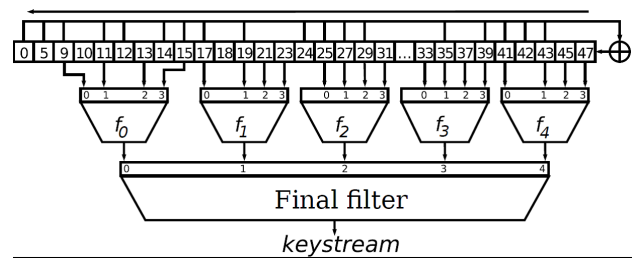 0 5 9 10 11 12 13 14 15 17 18 19 21 23 24 25 27 29 31 ... 33 35 37 39 41 42 43 45 47
0 1 2 3 0 1 2 3 0 1 2 3 0 1 2 3 0 1 2 3
f0 f1 f2 f3 f4
0 1 2 3 4
Final filter
keystream